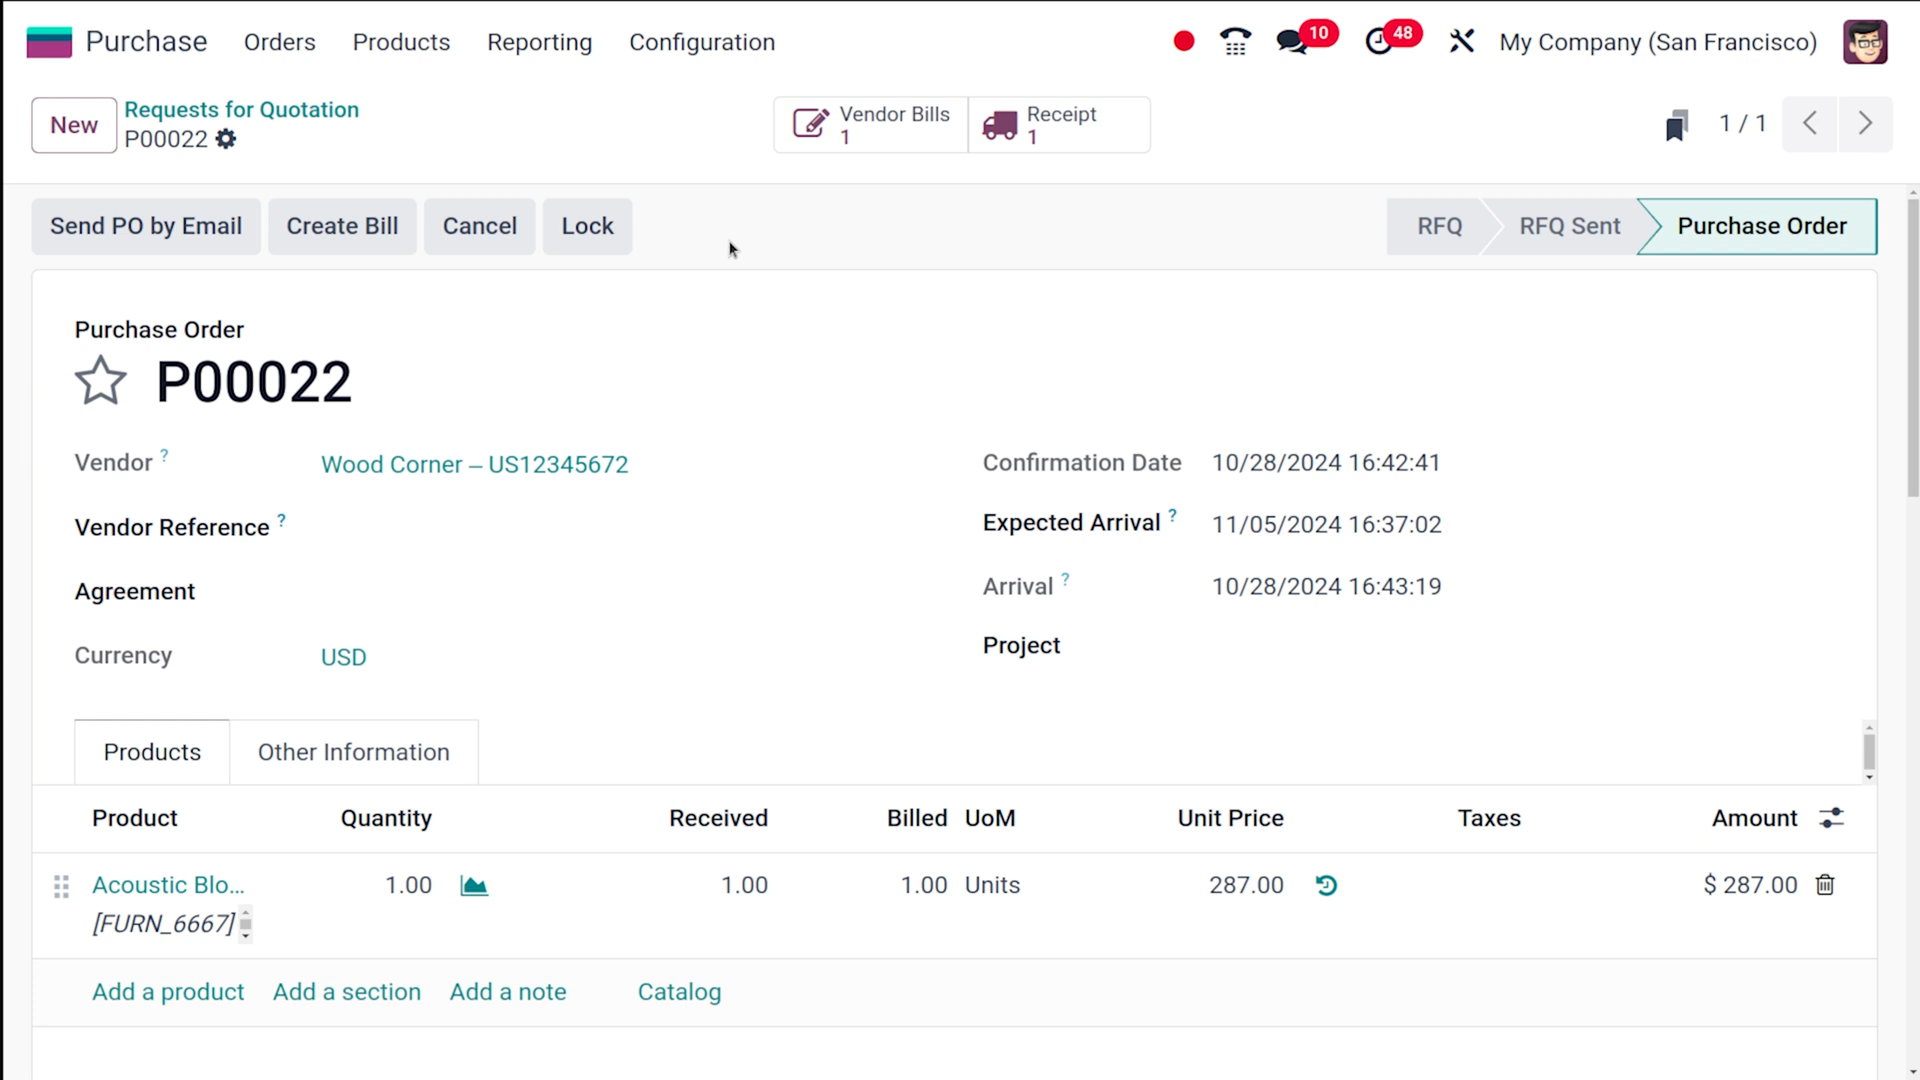 Purchase Orders Products Reporting Configuration 10 48 My Company (San Francisco)
New Requests for Quotation
P00022
Vendor Bills
1
Receipt
1
1 / 1
Send PO by Email Create Bill Cancel Lock RFQ RFQ Sent Purchase Order
Purchase Order
P00022
Vendor ? Wood Corner – US12345672
Vendor Reference ?
Agreement
Currency USD
Confirmation Date 10/28/2024 16:42:41
Expected Arrival ? 11/05/2024 16:37:02
Arrival ? 10/28/2024 16:43:19
Project
Products Other Information
Product Quantity Received Billed UoM Unit Price Taxes Amount
Acoustic Blo... 1.00 1.00 1.00 Units 287.00 $ 287.00
[FURN_6667]
Add a product Add a section Add a note Catalog